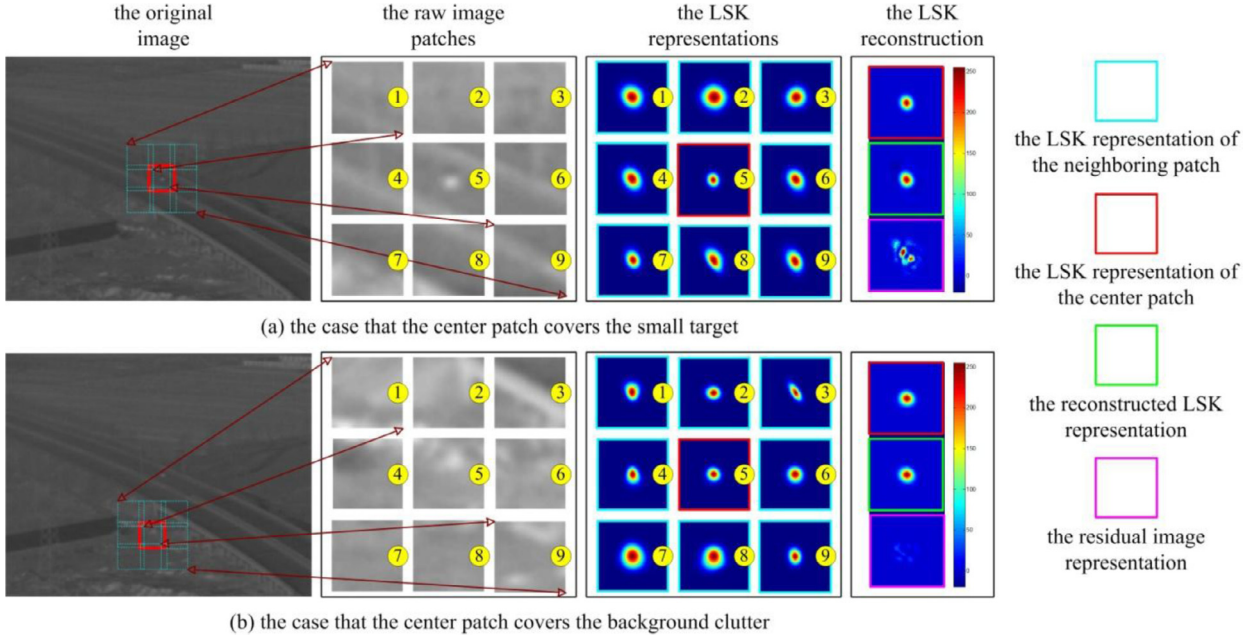 the original
image
the raw image
patches
the LSK
representations
the LSK
reconstruction
1
2
3
4
5
6
7
8
9
1
2
3
4
5
6
7
8
9
250
200
150
100
50
0
the LSK representation of
the neighboring patch
the LSK representation of
the center patch
the reconstructed LSK
representation
the residual image
representation
(a) the case that the center patch covers the small target
1
2
3
4
5
6
7
8
9
1
2
3
4
5
6
7
8
9
250
200
150
100
50
0
(b) the case that the center patch covers the background clutter